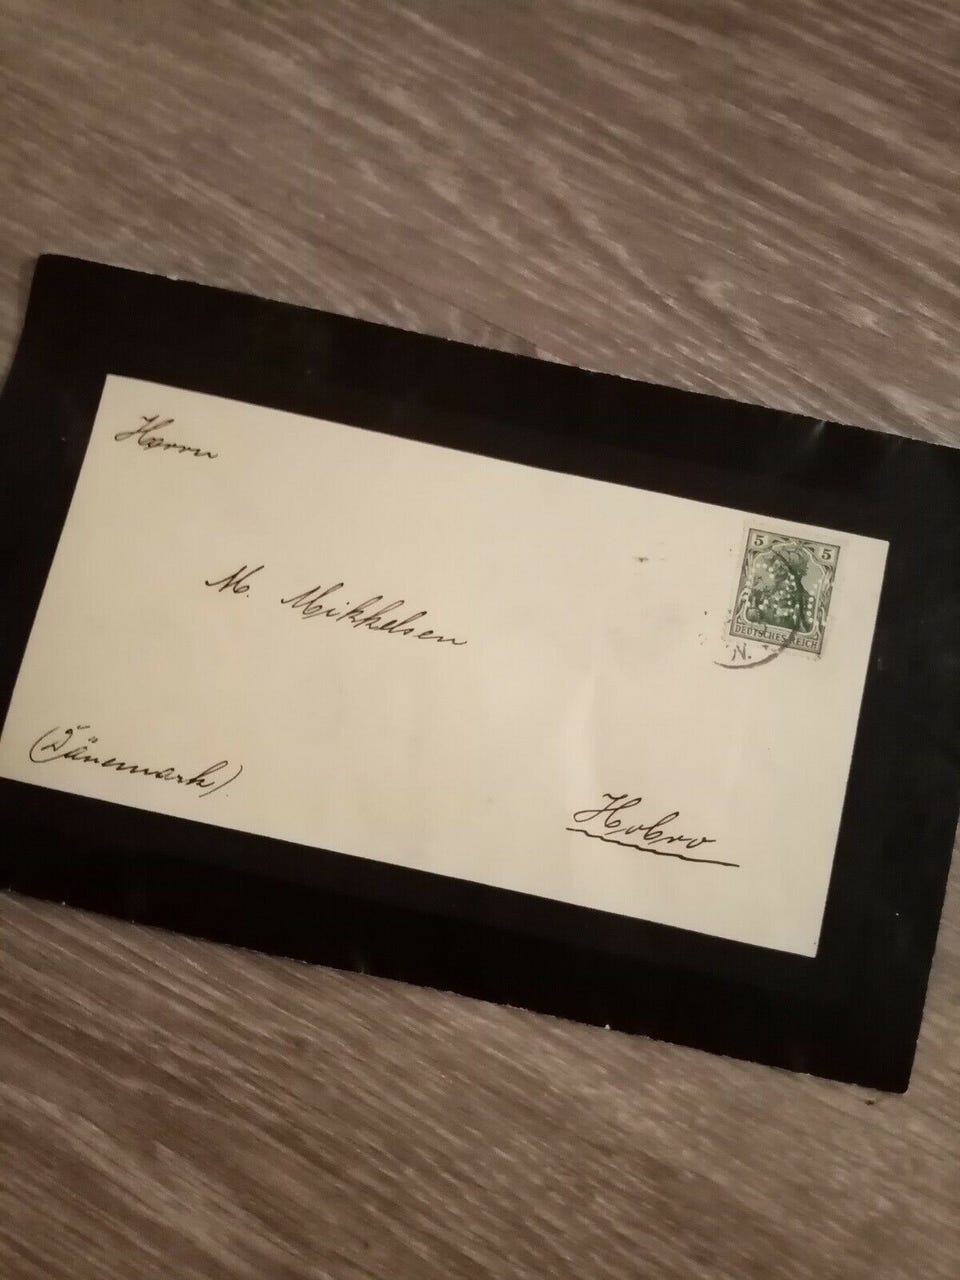 Herrn
5 5
DEUTSCHES REICH
N.
M. Mikkelsen
(Dänemark)
Hobro